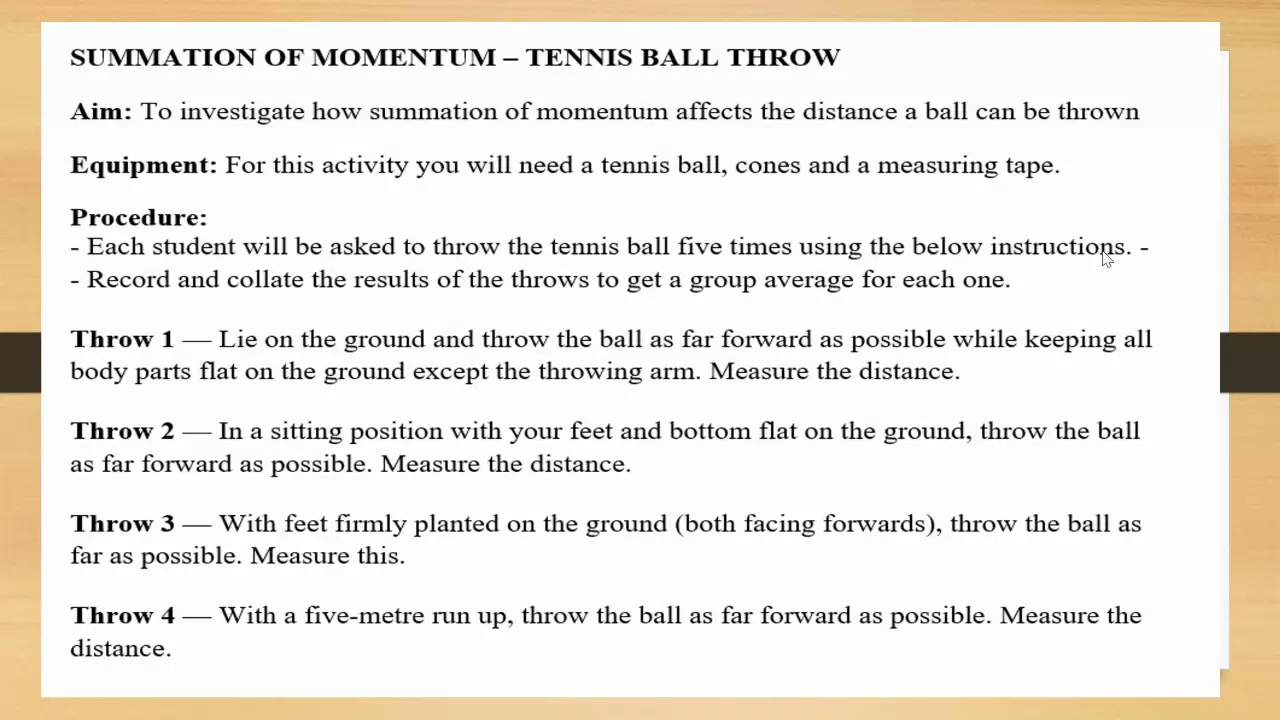 SUMMATION OF MOMENTUM – TENNIS BALL THROW
Aim: To investigate how summation of momentum affects the distance a ball can be thrown
Equipment: For this activity you will need a tennis ball, cones and a measuring tape.
Procedure:
- Each student will be asked to throw the tennis ball five times using the below instructions. -
- Record and collate the results of the throws to get a group average for each one.
Throw 1 — Lie on the ground and throw the ball as far forward as possible while keeping all
body parts flat on the ground except the throwing arm. Measure the distance.
Throw 2 — In a sitting position with your feet and bottom flat on the ground, throw the ball
as far forward as possible. Measure the distance.
Throw 3 — With feet firmly planted on the ground (both facing forwards), throw the ball as
far as possible. Measure this.
Throw 4 — With a five-metre run up, throw the ball as far forward as possible. Measure the
distance.